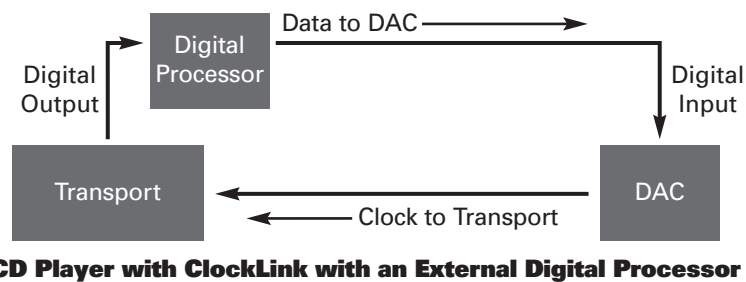 Data to DAC
Digital
Processor
Digital
Output
Digital
Input
Transport
DAC
Clock to Transport
CD Player with ClockLink with an External Digital Processor